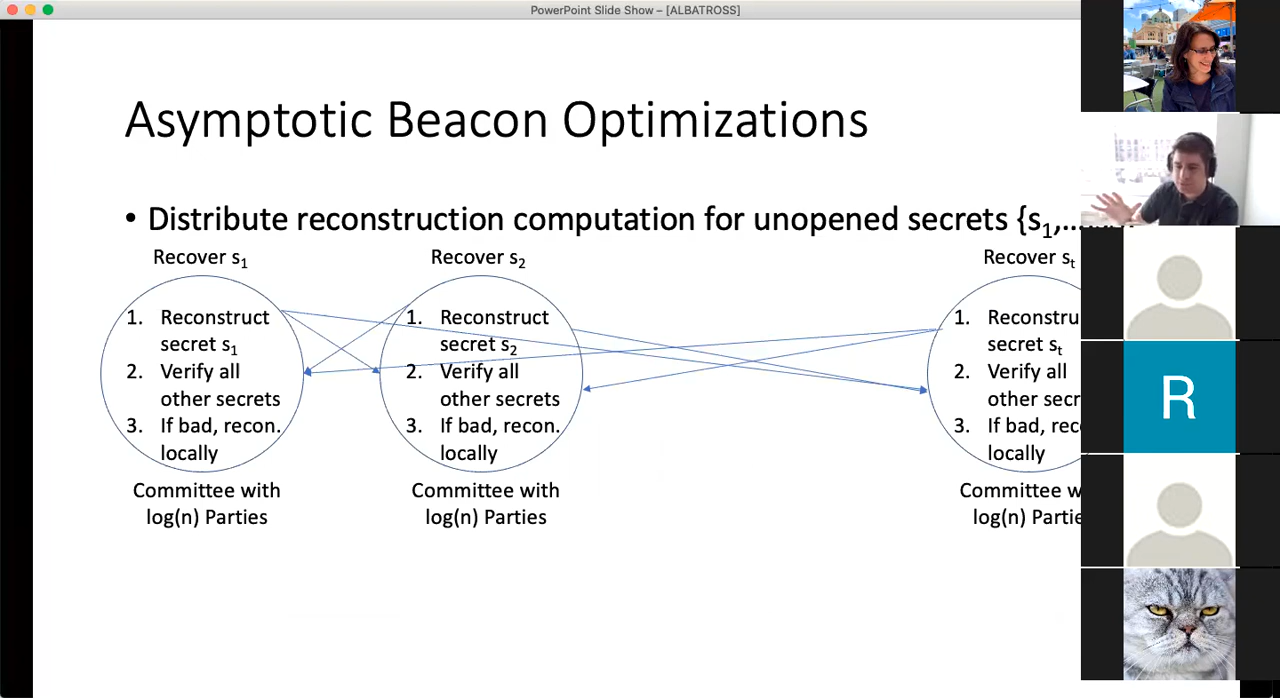 PowerPoint Slide Show – [ALBATROSS]
Asymptotic Beacon Optimizations
• Distribute reconstruction computation for unopened secrets {s1,...
Recover s1
Recover s2
Recover st
1. Reconstruct
secret s1
2. Verify all
other secrets
3. If bad, recon.
locally
1. Reconstruct
secret s2
2. Verify all
other secrets
3. If bad, recon.
locally
1. Reconstru
secret st
2. Verify all
other secr
3. If bad, rec
locally
Committee with
log(n) Parties
Committee with
log(n) Parties
Committee w
log(n) Partie
R